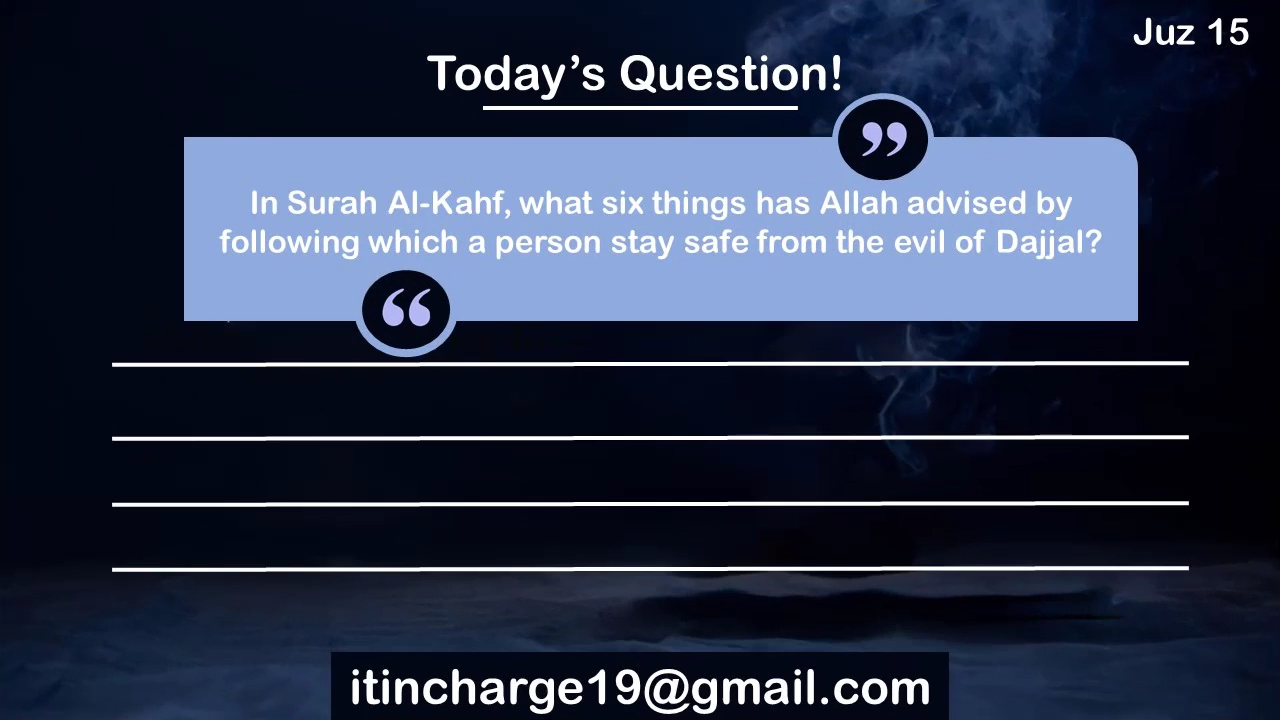 Juz 15
Today’s Question!
”
In Surah Al-Kahf, what six things has Allah advised by
following which a person stay safe from the evil of Dajjal?
“
itincharge19@gmail.com